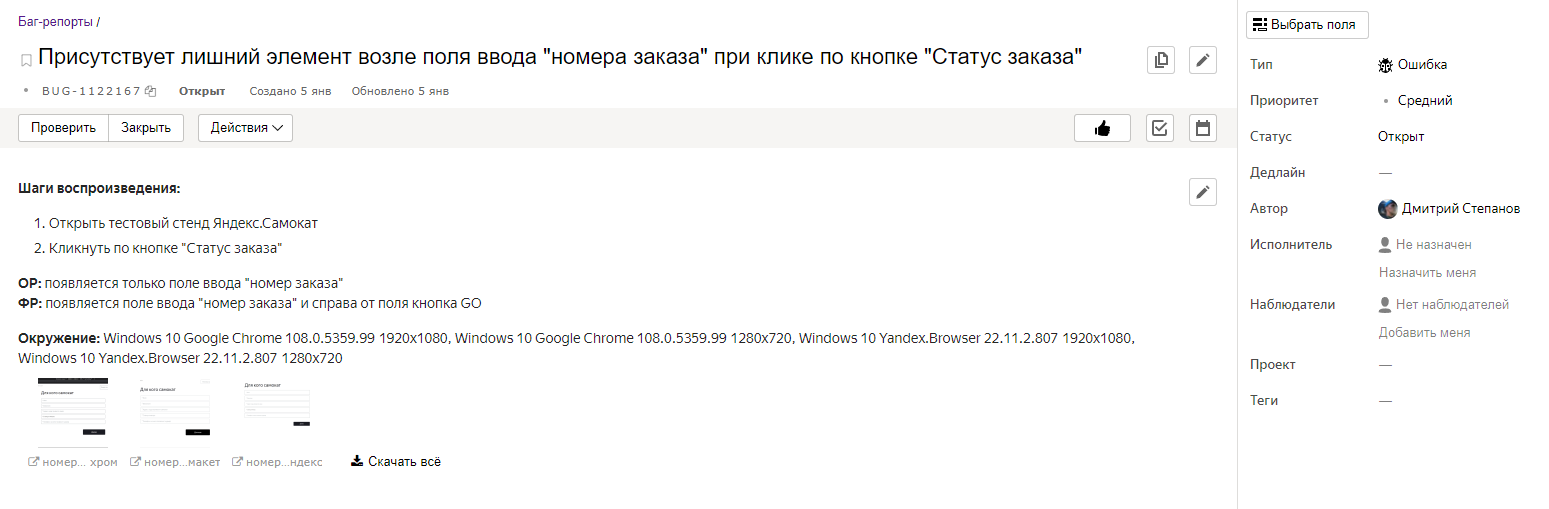 Баг-репорты /
Присутствует лишний элемент возле поля ввода "номера заказа" при клике по кнопке "Статус заказа"
BUG-1122167 Открыт Создано 5 янв Обновлено 5 янв
Проверить Закрыть Действия
Шаги воспроизведения:
1. Открыть тестовый стенд Яндекс.Самокат
2. Кликнуть по кнопке "Статус заказа"
ОР: появляется только поле ввода "номер заказа"
ФР: появляется поле ввода "номер заказа" и справа от поля кнопка GO
Окружение: Windows 10 Google Chrome 108.0.5359.99 1920x1080, Windows 10 Google Chrome 108.0.5359.99 1280x720, Windows 10 Yandex.Browser 22.11.2.807 1920x1080,
Windows 10 Yandex.Browser 22.11.2.807 1280x720
Для кого самокат Для кого самокат Для кого самокат
номер... хром номер...макет номер...ндекс Скачать всё
Выбрать поля
Тип Ошибка
Приоритет Средний
Статус Открыт
Дедлайн —
Автор Дмитрий Степанов
Исполнитель Не назначен
Назначить меня
Наблюдатели Нет наблюдателей
Добавить меня
Проект —
Теги —